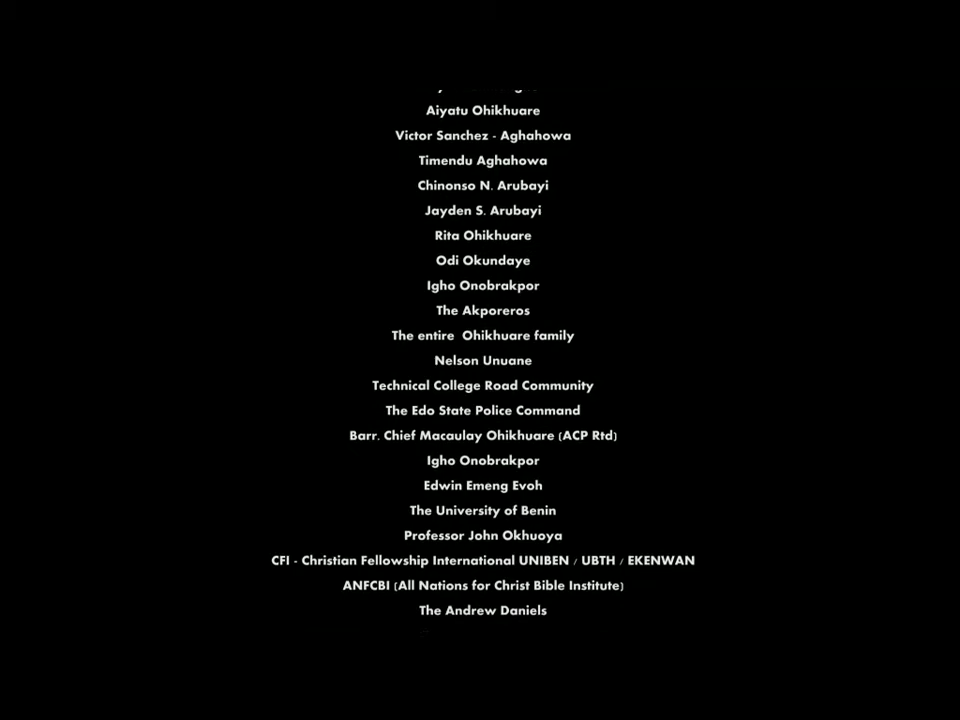 Aiyatu Ohikhuare
Victor Sanchez - Aghahowa
Timendu Aghahowa
Chinonso N. Arubayi
Jayden S. Arubayi
Rita Ohikhuare
Odi Okundaye
Igho Onobrakpor
The Akporeros
The entire  Ohikhuare family
Nelson Unuane
Technical College Road Community
The Edo State Police Command
Barr. Chief Macaulay Ohikhuare (ACP Rtd)
Igho Onobrakpor
Edwin Emeng Evoh
The University of Benin
Professor John Okhuoya
CFI - Christian Fellowship International UNIBEN / UBTH / EKENWAN
ANFCBI (All Nations for Christ Bible Institute)
The Andrew Daniels